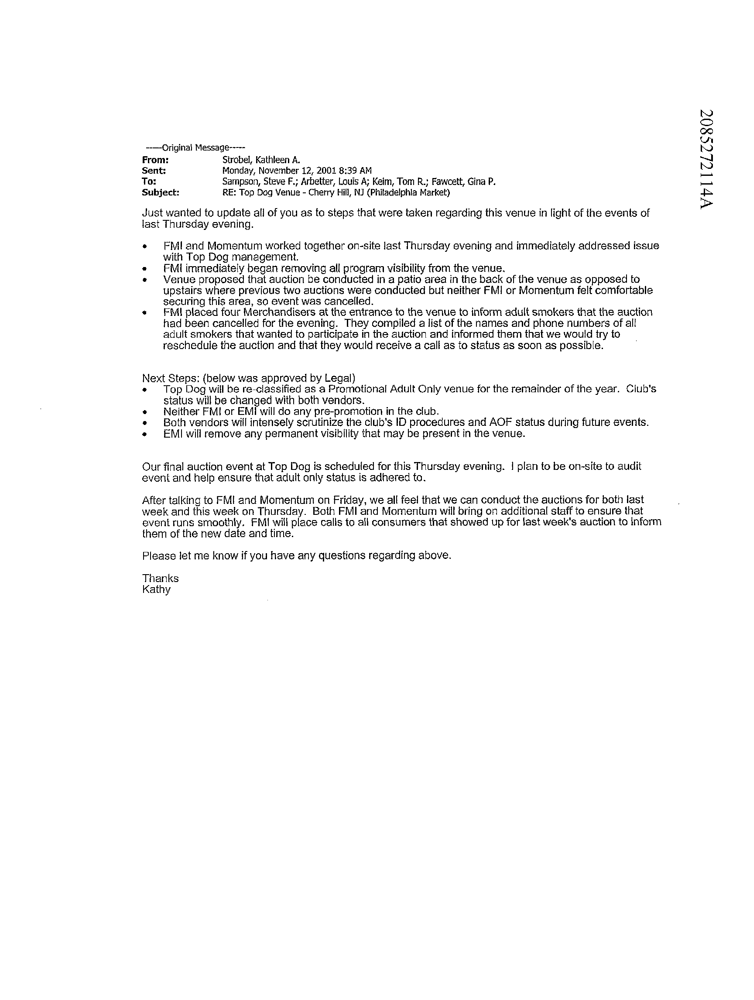 2085272114A
-----Original Message-----
From: Strobel, Kathleen A.
Sent: Monday, November 12, 2001 8:39 AM
To: Sampson, Steve F.; Arbetter, Louis A; Keim, Tom R.; Fawcett, Gina P.
Subject: RE: Top Dog Venue - Cherry Hill, NJ (Philadelphia Market)
Just wanted to update all of you as to steps that were taken regarding this venue in light of the events of
last Thursday evening.
• FMI and Momentum worked together on-site last Thursday evening and immediately addressed issue
with Top Dog management.
• FMI immediately began removing all program visibility from the venue.
• Venue proposed that auction be conducted in a patio area in the back of the venue as opposed to
upstairs where previous two auctions were conducted but neither FMI or Momentum felt comfortable
securing this area, so event was cancelled.
• FMI placed four Merchandisers at the entrance to the venue to inform adult smokers that the auction
had been cancelled for the evening. They compiled a list of the names and phone numbers of all
adult smokers that wanted to participate in the auction and informed them that we would try to
reschedule the auction and that they would receive a call as to status as soon as possible.
Next Steps: (below was approved by Legal)
• Top Dog will be re-classified as a Promotional Adult Only venue for the remainder of the year. Club's
status will be changed with both vendors.
• Neither FMI or EMI will do any pre-promotion in the club.
• Both vendors will intensely scrutinize the club's ID procedures and AOF status during future events.
• EMI will remove any permanent visibility that may be present in the venue.
Our final auction event at Top Dog is scheduled for this Thursday evening. I plan to be on-site to audit
event and help ensure that adult only status is adhered to.
After talking to FMI and Momentum on Friday, we all feel that we can conduct the auctions for both last
week and this week on Thursday. Both FMI and Momentum will bring on additional staff to ensure that
event runs smoothly. FMI will place calls to all consumers that showed up for last week's auction to inform
them of the new date and time.
Please let me know if you have any questions regarding above.
Thanks
Kathy